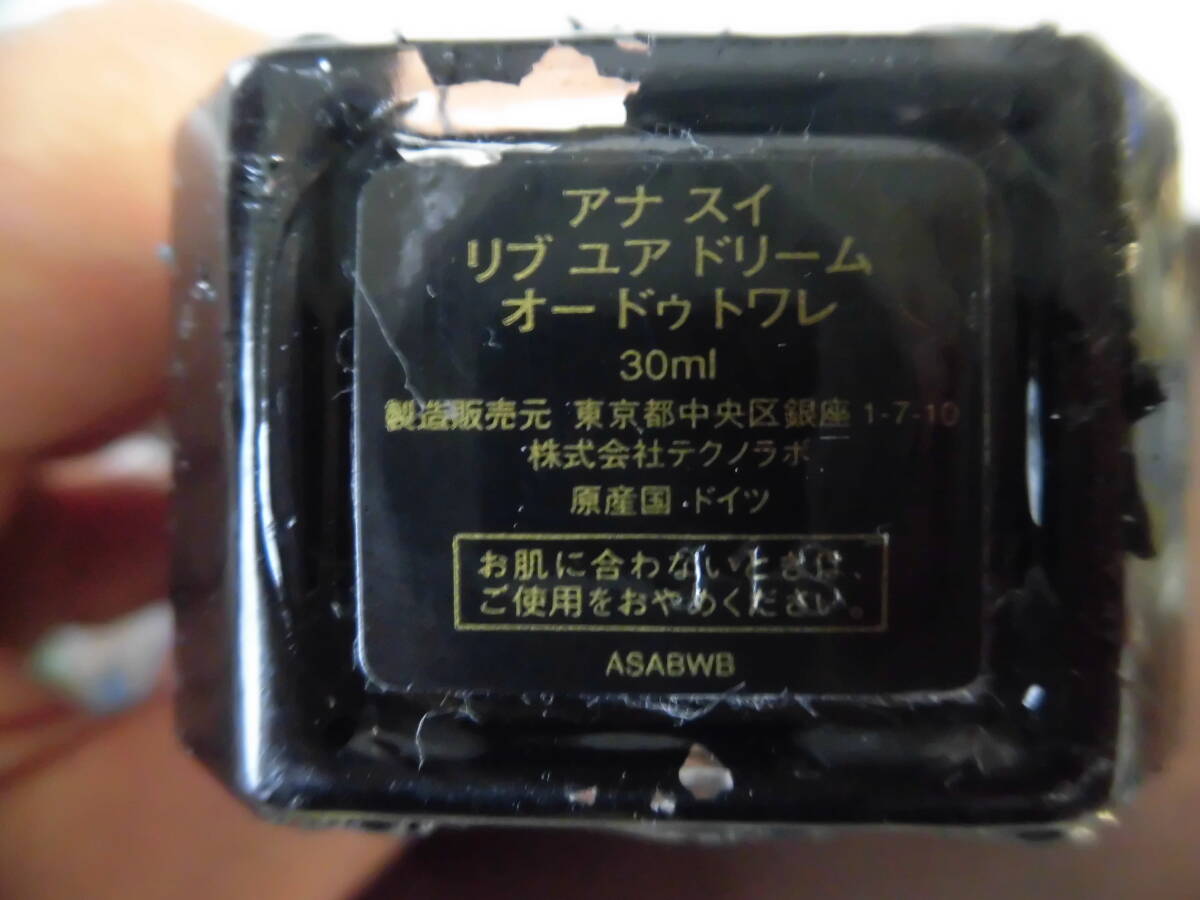 アナ スイ
リブ ユア ドリーム
オー ドゥ トワレ
30ml
製造販売元 東京都中央区銀座 1-7-10
株式会社テクノラボ
原産国・ドイツ
お肌に合わないときは、
ご使用をおやめください。
ASABWB